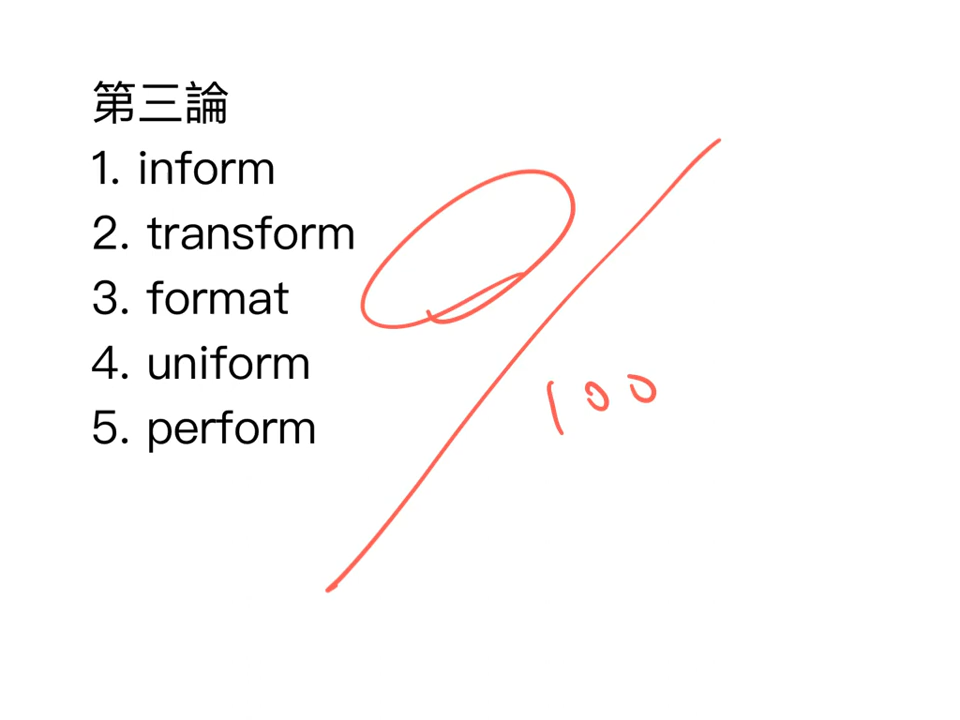 第三論
1. inform
2. transform
3. format
4. uniform
5. perform
100